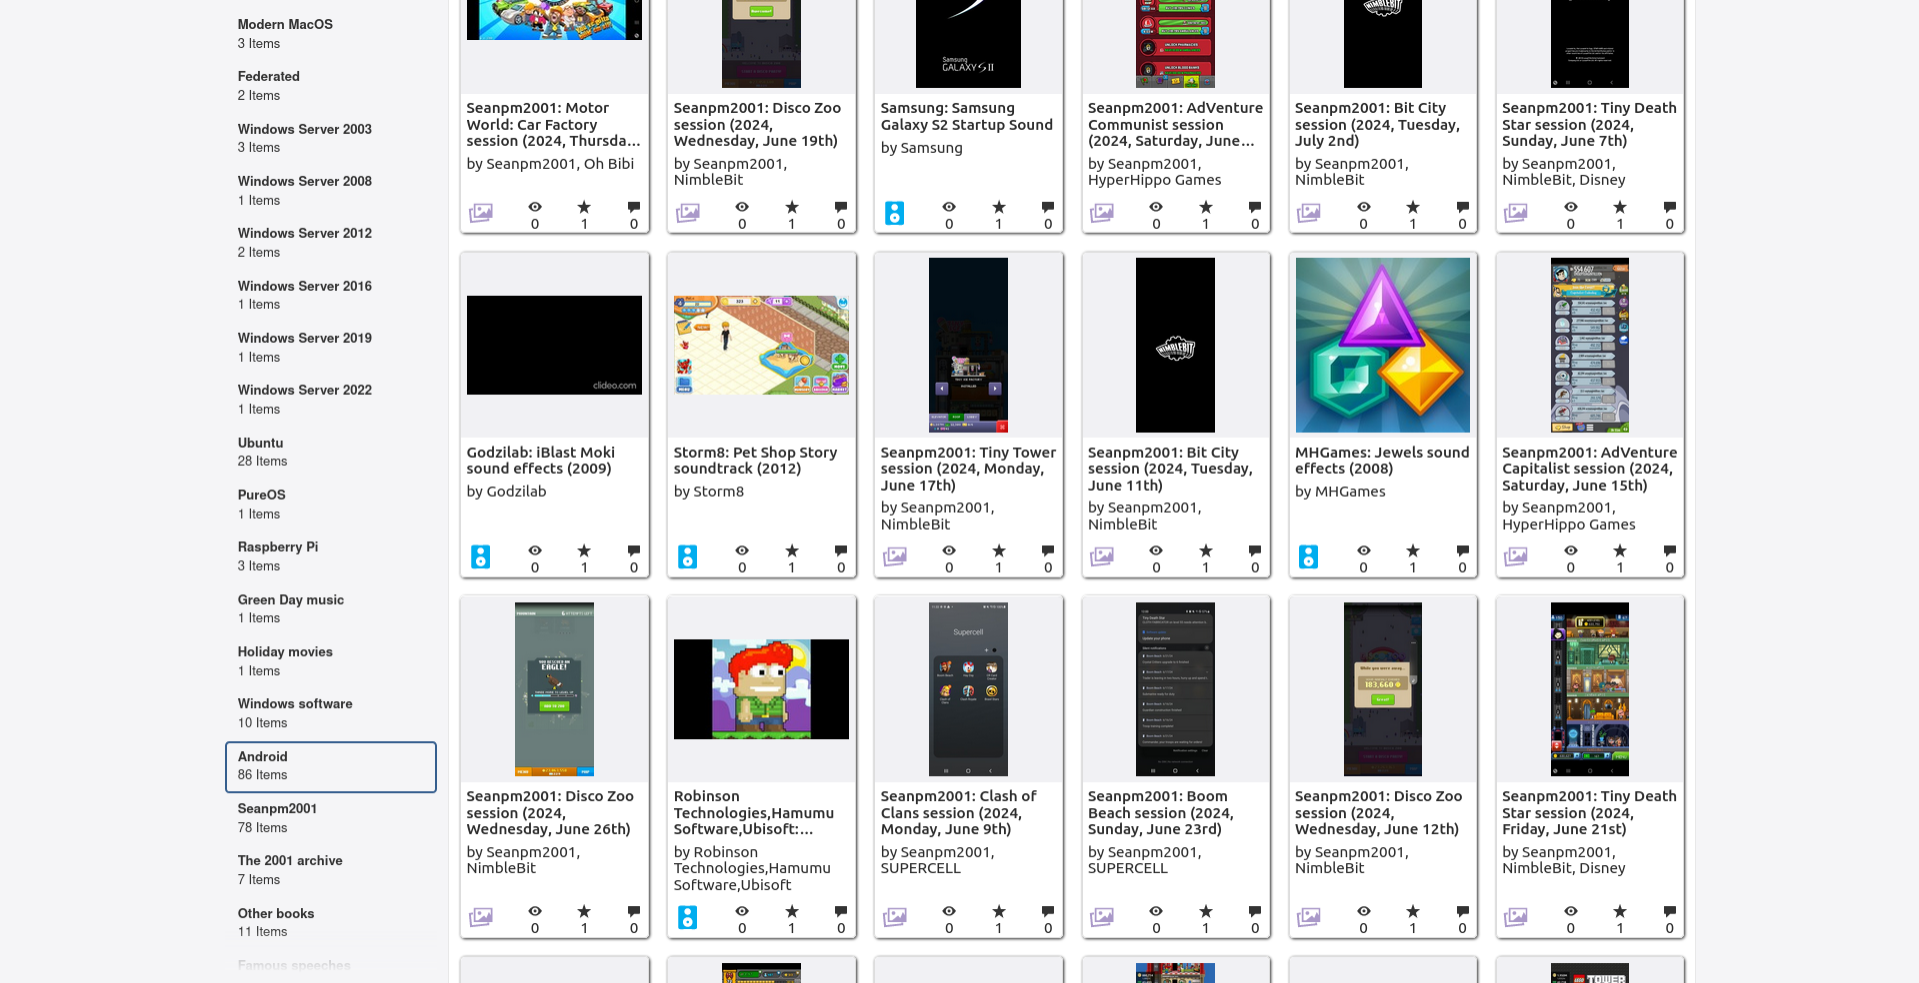 Modern MacOS
3 Items
Federated
2 Items
Windows Server 2003
3 Items
Windows Server 2008
1 Items
Windows Server 2012
2 Items
Windows Server 2016
1 Items
Windows Server 2019
1 Items
Windows Server 2022
1 Items
Ubuntu
28 Items
PureOS
1 Items
Raspberry Pi
3 Items
Green Day music
1 Items
Holiday movies
1 Items
Windows software
10 Items
Android
86 Items
Seanpm2001
78 Items
The 2001 archive
7 Items
Other books
11 Items
Famous speeches
Samsung
GALAXY S II
NIMBLEBIT
Seanpm2001: Motor
World: Car Factory
session (2024, Thursda...
by Seanpm2001, Oh Bibi
0 1 0
Seanpm2001: Disco Zoo
session (2024,
Wednesday, June 19th)
by Seanpm2001,
NimbleBit
0 1 0
Samsung: Samsung
Galaxy S2 Startup Sound
by Samsung
0 1 0
Seanpm2001: AdVenture
Communist session
(2024, Saturday, June...
by Seanpm2001,
HyperHippo Games
0 1 0
Seanpm2001: Bit City
session (2024, Tuesday,
July 2nd)
by Seanpm2001,
NimbleBit
0 1 0
Seanpm2001: Tiny Death
Star session (2024,
Sunday, June 7th)
by Seanpm2001,
NimbleBit, Disney
0 1 0
clideo.com
Godzilab: iBlast Moki
sound effects (2009)
by Godzilab
0 1 0
Storm8: Pet Shop Story
soundtrack (2012)
by Storm8
0 1 0
Seanpm2001: Tiny Tower
session (2024, Monday,
June 17th)
by Seanpm2001,
NimbleBit
0 1 0
NIMBLEBIT
Seanpm2001: Bit City
session (2024, Tuesday,
June 11th)
by Seanpm2001,
NimbleBit
0 1 0
MHGames: Jewels sound
effects (2008)
by MHGames
0 1 0
554,607
Seanpm2001: AdVenture
Capitalist session (2024,
Saturday, June 15th)
by Seanpm2001,
HyperHippo Games
0 1 0
EAGLE!
Seanpm2001: Disco Zoo
session (2024,
Wednesday, June 26th)
by Seanpm2001,
NimbleBit
0 1 0
Robinson
Technologies,Hamumu
Software,Ubisoft:...
by Robinson
Technologies,Hamumu
Software,Ubisoft
0 1 0
Supercell
Seanpm2001: Clash of
Clans session (2024,
Monday, June 9th)
by Seanpm2001,
SUPERCELL
0 1 0
Seanpm2001: Boom
Beach session (2024,
Sunday, June 23rd)
by Seanpm2001,
SUPERCELL
0 1 0
While you were away...
183,660
Seanpm2001: Disco Zoo
session (2024,
Wednesday, June 12th)
by Seanpm2001,
NimbleBit
0 1 0
Seanpm2001: Tiny Death
Star session (2024,
Friday, June 21st)
by Seanpm2001,
NimbleBit, Disney
0 1 0
LEGO
TOWER